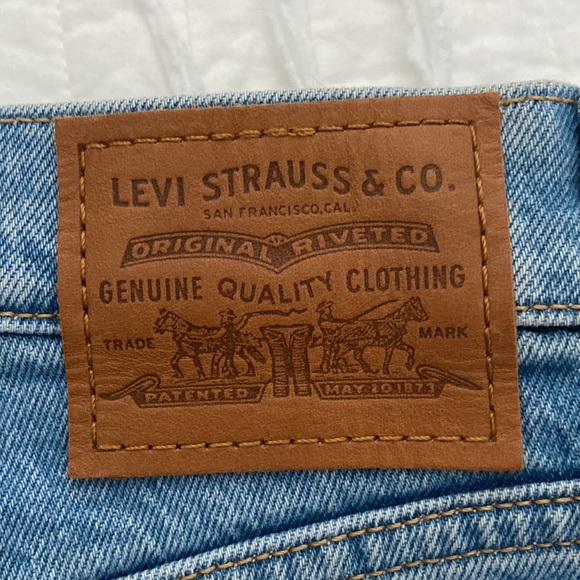 LEVI STRAUSS & CO.
SAN FRANCISCO, CAL.
ORIGINAL RIVETED
GENUINE QUALITY CLOTHING
TRADE MARK
PATENTED MAY 20 1873